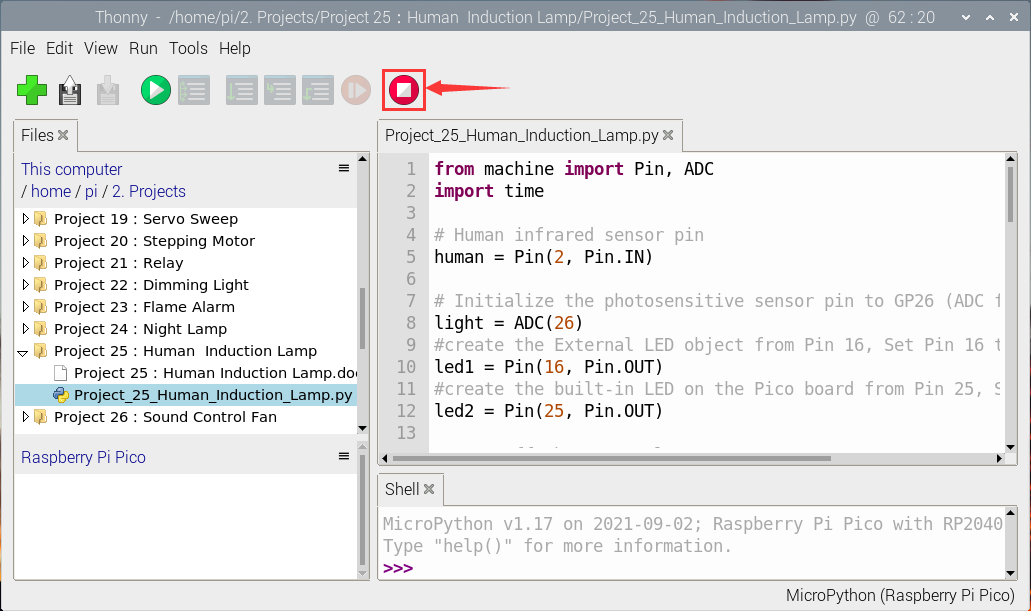 Thonny - /home/pi/2. Projects/Project 25 : Human  Induction Lamp/Project_25_Human_Induction_Lamp.py @ 62 : 20
File Edit View Run Tools Help
Files
This computer
/ home / pi / 2. Projects
Project 19 : Servo Sweep
Project 20 : Stepping Motor
Project 21 : Relay
Project 22 : Dimming Light
Project 23 : Flame Alarm
Project 24 : Night Lamp
Project 25 : Human  Induction Lamp
Project 25 : Human Induction Lamp.doc
Project_25_Human_Induction_Lamp.py
Project 26 : Sound Control Fan
Raspberry Pi Pico
Project_25_Human_Induction_Lamp.py
1 from machine import Pin, ADC
2 import time
3
4 # Human infrared sensor pin
5 human = Pin(2, Pin.IN)
6
7 # Initialize the photosensitive sensor pin to GP26 (ADC f
8 light = ADC(26)
9 #create the External LED object from Pin 16, Set Pin 16 t
10 led1 = Pin(16, Pin.OUT)
11 #create the built-in LED on the Pico board from Pin 25, S
12 led2 = Pin(25, Pin.OUT)
13
Shell
MicroPython v1.17 on 2021-09-02; Raspberry Pi Pico with RP2040
Type "help()" for more information.
>>>
MicroPython (Raspberry Pi Pico)